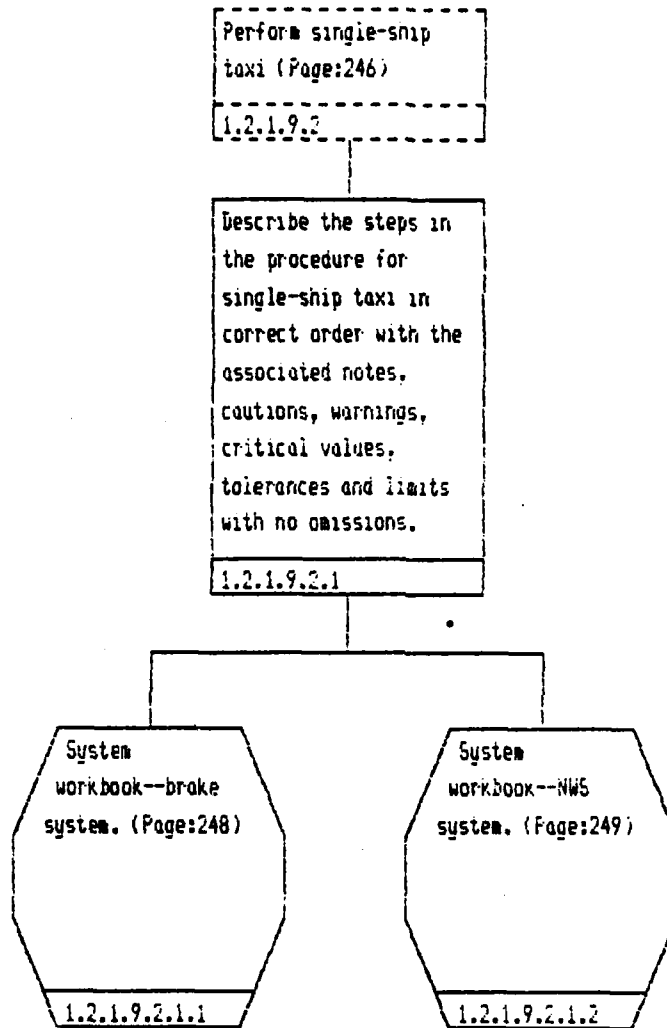 Perform single-ship
taxi (Page:246)
1.2.1.9.2
Describe the steps in
the procedure for
single-ship taxi in
correct order with the
associated notes,
cautions, warnings,
critical values,
tolerances and limits
with no omissions.
1.2.1.9.2.1
System
workbook--brake
system. (Page:248)
1.2.1.9.2.1.1
System
workbook--NWS
system. (Page:249)
1.2.1.9.2.1.2